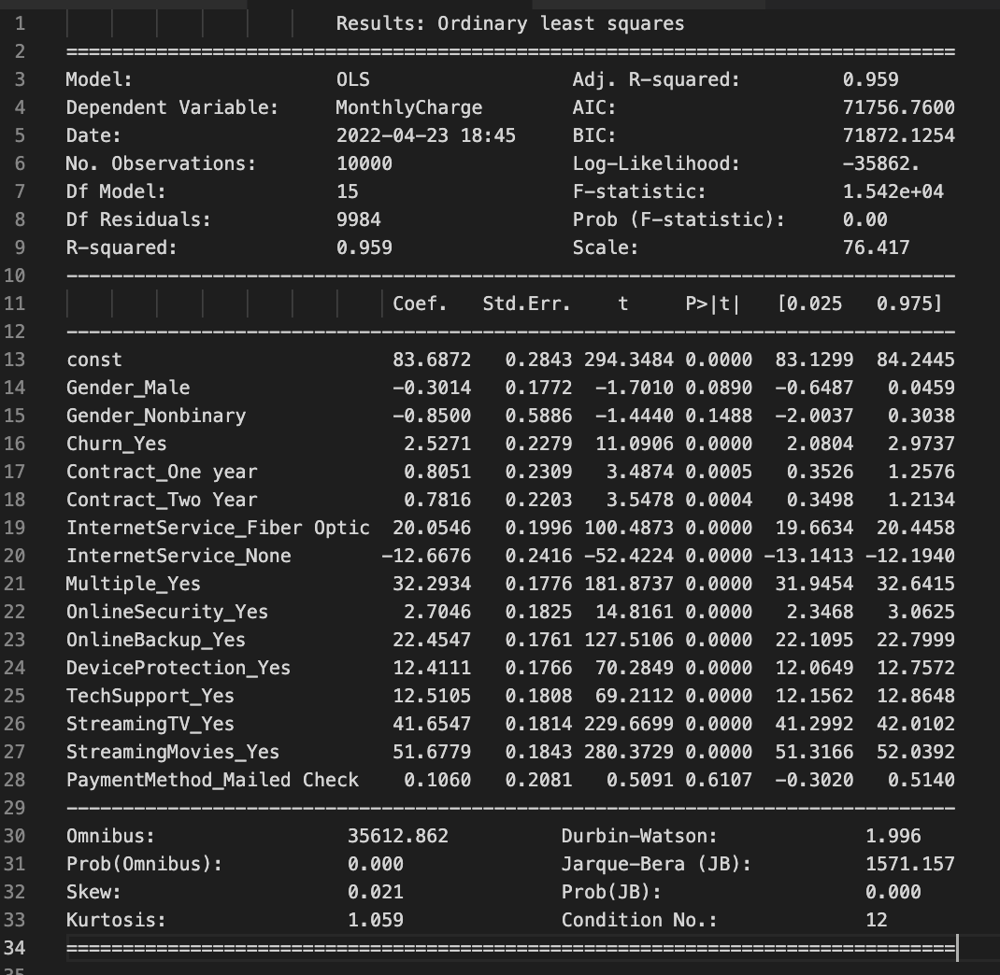 1 Results: Ordinary least squares
2 ===============================================================================
3 Model: OLS Adj. R-squared: 0.959
4 Dependent Variable: MonthlyCharge AIC: 71756.7600
5 Date: 2022-04-23 18:45 BIC: 71872.1254
6 No. Observations: 10000 Log-Likelihood: -35862.
7 Df Model: 15 F-statistic: 1.542e+04
8 Df Residuals: 9984 Prob (F-statistic): 0.00
9 R-squared: 0.959 Scale: 76.417
10 -------------------------------------------------------------------------------
11 Coef. Std.Err. t P>|t| [0.025 0.975]
12 -------------------------------------------------------------------------------
13 const 83.6872 0.2843 294.3484 0.0000 83.1299 84.2445
14 Gender_Male -0.3014 0.1772 -1.7010 0.0890 -0.6487 0.0459
15 Gender_Nonbinary -0.8500 0.5886 -1.4440 0.1488 -2.0037 0.3038
16 Churn_Yes 2.5271 0.2279 11.0906 0.0000 2.0804 2.9737
17 Contract_One year 0.8051 0.2309 3.4874 0.0005 0.3526 1.2576
18 Contract_Two Year 0.7816 0.2203 3.5478 0.0004 0.3498 1.2134
19 InternetService_Fiber Optic 20.0546 0.1996 100.4873 0.0000 19.6634 20.4458
20 InternetService_None -12.6676 0.2416 -52.4224 0.0000 -13.1413 -12.1940
21 Multiple_Yes 32.2934 0.1776 181.8737 0.0000 31.9454 32.6415
22 OnlineSecurity_Yes 2.7046 0.1825 14.8161 0.0000 2.3468 3.0625
23 OnlineBackup_Yes 22.4547 0.1761 127.5106 0.0000 22.1095 22.7999
24 DeviceProtection_Yes 12.4111 0.1766 70.2849 0.0000 12.0649 12.7572
25 TechSupport_Yes 12.5105 0.1808 69.2112 0.0000 12.1562 12.8648
26 StreamingTV_Yes 41.6547 0.1814 229.6699 0.0000 41.2992 42.0102
27 StreamingMovies_Yes 51.6779 0.1843 280.3729 0.0000 51.3166 52.0392
28 PaymentMethod_Mailed Check 0.1060 0.2081 0.5091 0.6107 -0.3020 0.5140
29 -------------------------------------------------------------------------------
30 Omnibus: 35612.862 Durbin-Watson: 1.996
31 Prob(Omnibus): 0.000 Jarque-Bera (JB): 1571.157
32 Skew: 0.021 Prob(JB): 0.000
33 Kurtosis: 1.059 Condition No.: 12
34 ===============================================================================
35